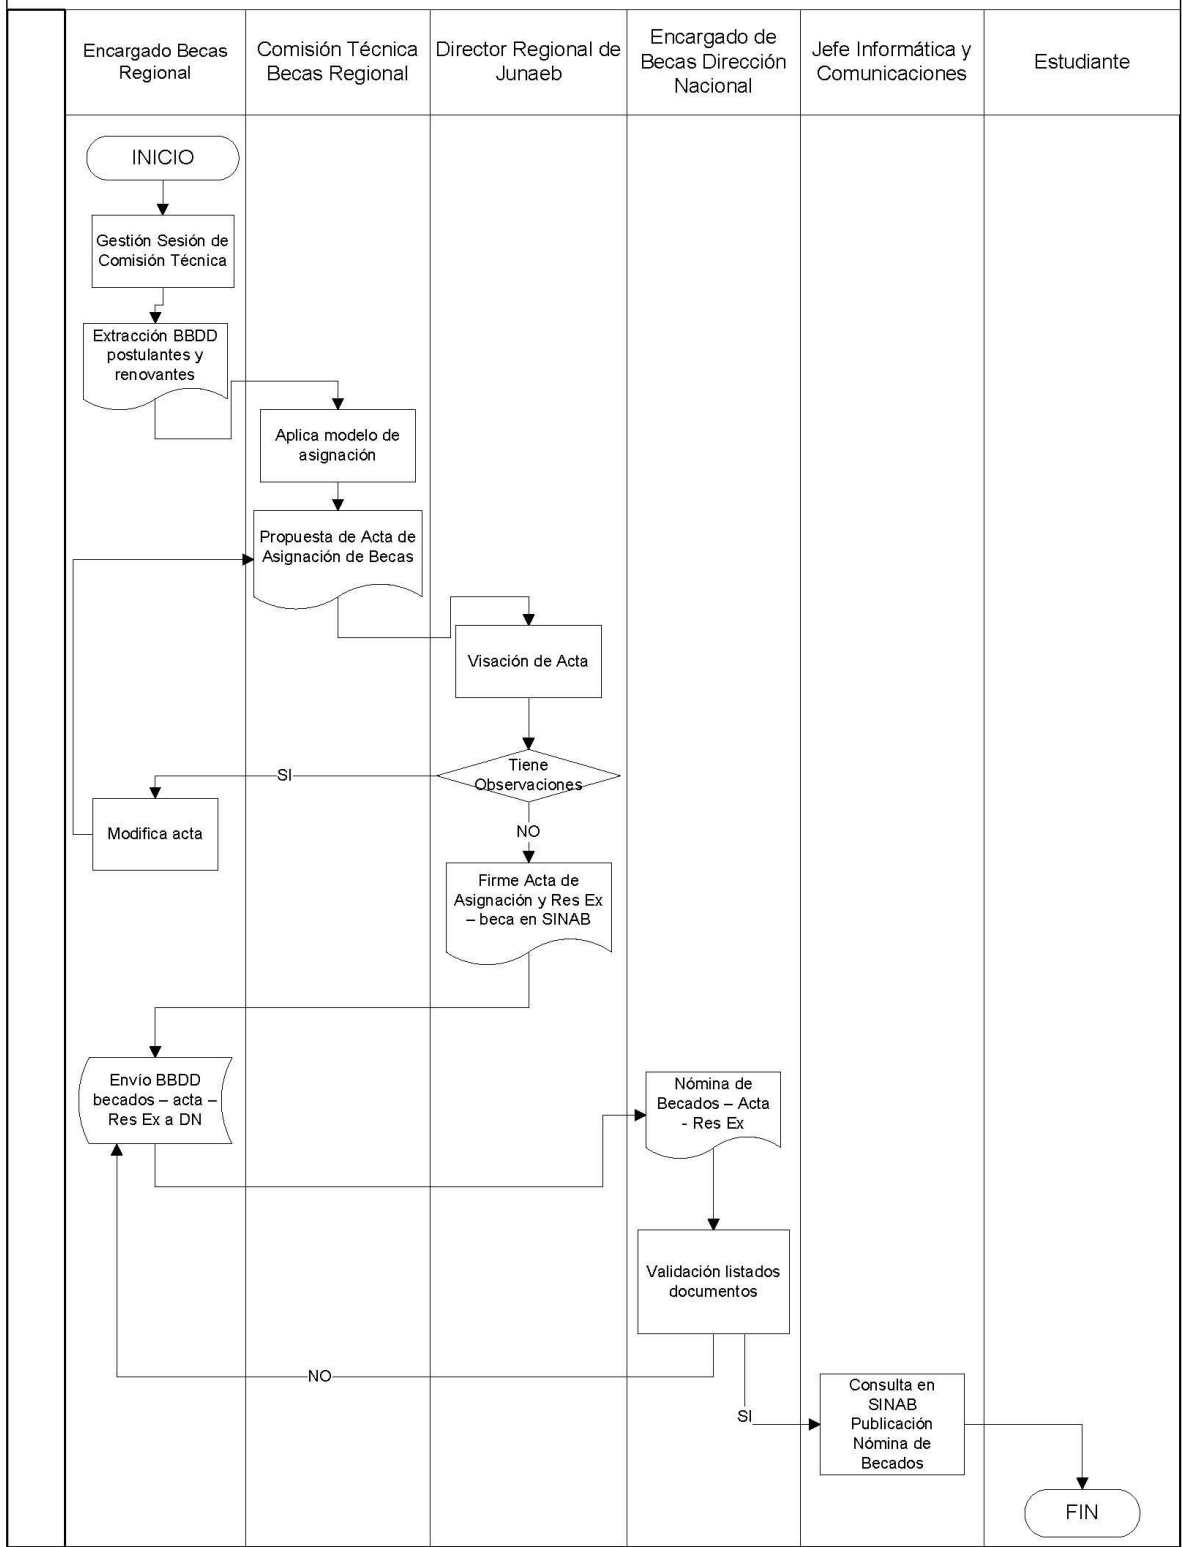 Encargado Becas
Regional
Comisión Técnica
Becas Regional
Director Regional de
Junaeb
Encargado de
Becas Dirección
Nacional
Jefe Informática y
Comunicaciones
Estudiante
INICIO
Gestión Sesión de
Comisión Técnica
Extracción BBDD
postulantes y
renovantes
Aplica modelo de
asignación
Propuesta de Acta de
Asignación de Becas
Visación de Acta
Tiene
Observaciones
SI
NO
Modifica acta
Firme Acta de
Asignación y Res Ex
– beca en SINAB
Envío BBDD
becados – acta –
Res Ex a DN
Nómina de
Becados – Acta
- Res Ex
Validación listados
documentos
NO
SI
Consulta en
SINAB
Publicación
Nómina de
Becados
FIN